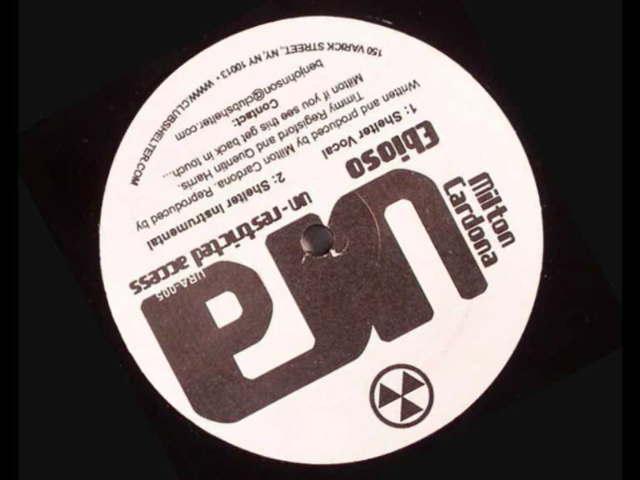 ura
un-restricted access
URA-005
Milton
Cardona
Ebioso
1: Shelter Vocal
2: Shelter Instrumental
Written and produced by Milton Cardona. Reproduced by
Timmy Regisford and Quentin Harris.
Milton if you see this get back in touch...
Contact:
benjohnson@clubshelter.com
150 VARICK STREET, NY, NY 10013 • WWW.CLUBSHELTER.COM